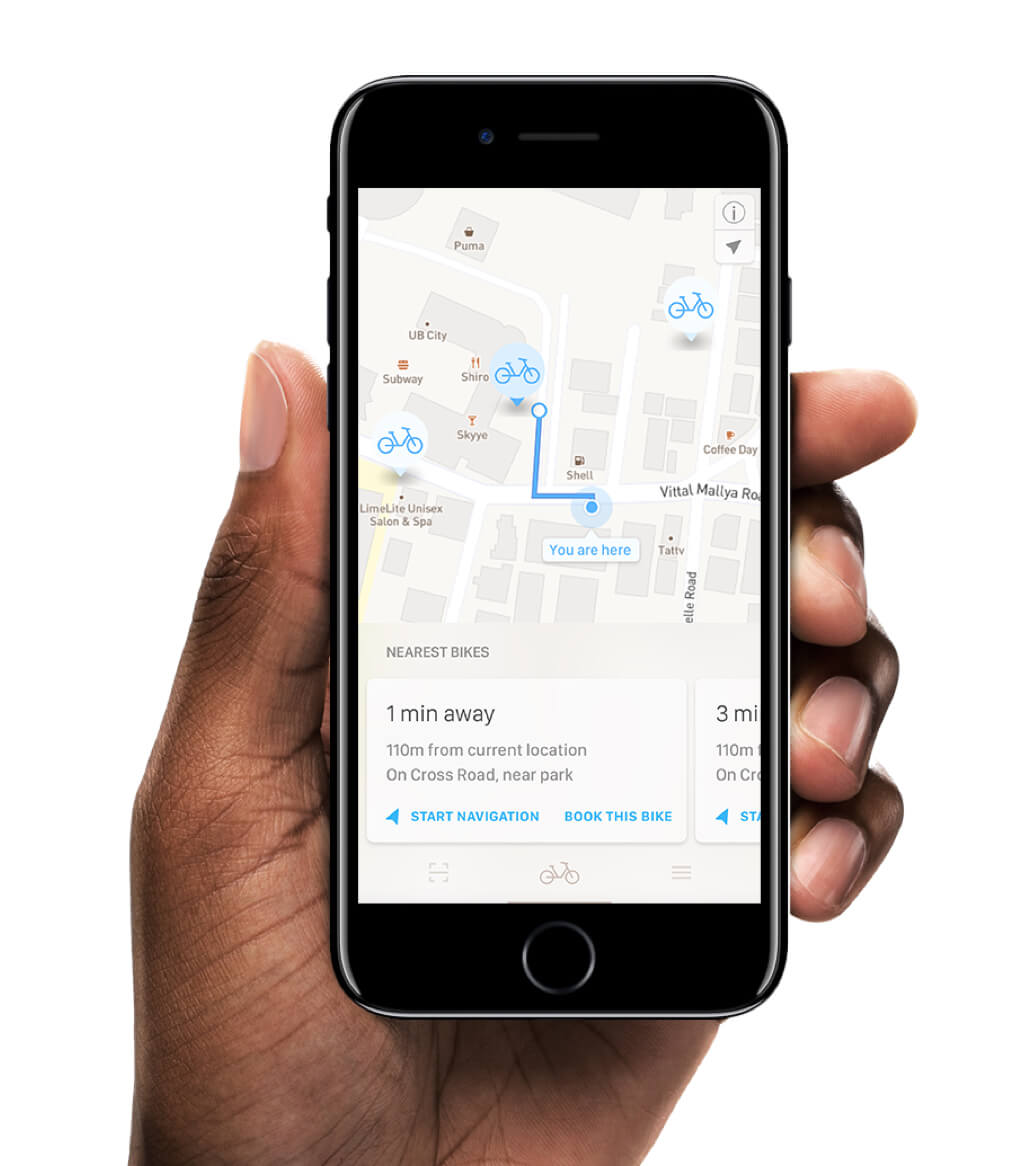 Puma
UB City
Subway
Shiro
Skyye
Coffee Day
Shell
Vittal Mallya Roa
LimeLite Unisex
Salon & Spa
You are here
Tattv
elle Road
NEAREST BIKES
1 min away
110m from current location
On Cross Road, near park
START NAVIGATION
BOOK THIS BIKE
3 mi
110m f
On Cro
STA